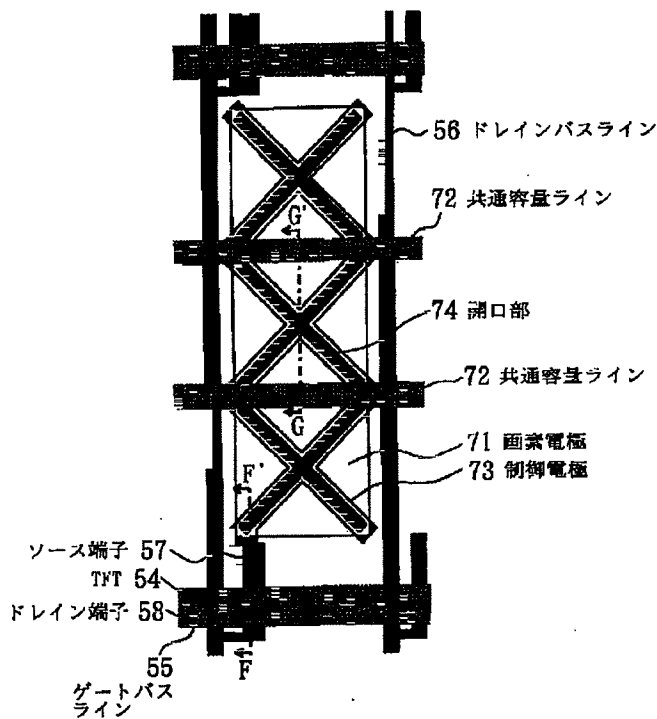 56 ドレインバスライン
72 共通容量ライン
G'
74 開口部
72 共通容量ライン
G
71 画素電極
F'
73 制御電極
ソース端子 57
TFT 54
ドレイン端子 58
55
F
ゲートバス
ライン